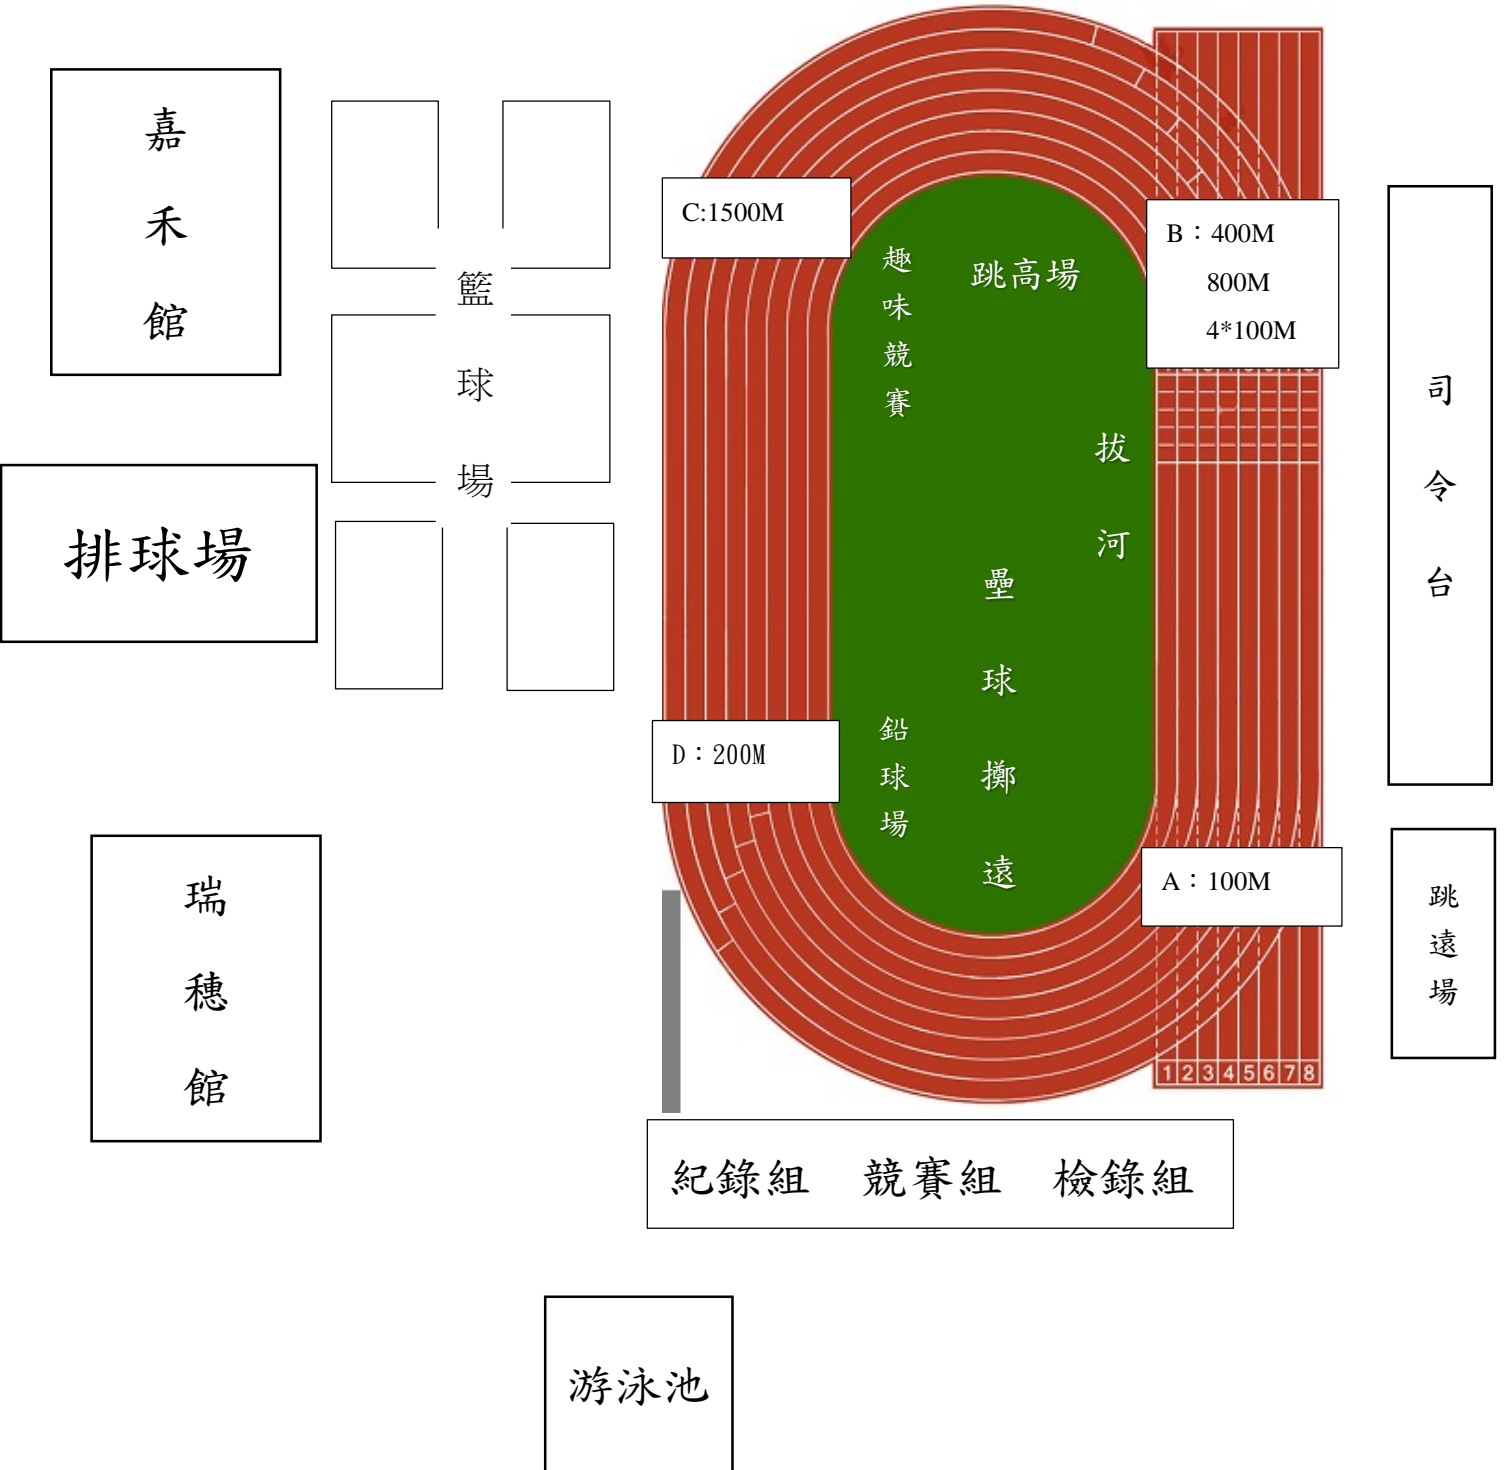 嘉禾館
籃球場
排球場
瑞穗館
C:1500M
B：400M
800M
4*100M
趣味競賽
跳高場
拔河
壘球擲遠
鉛球場
D：200M
A：100M
司令台
跳遠場
1 2 3 4 5 6 7 8
紀錄組 競賽組 檢錄組
游泳池